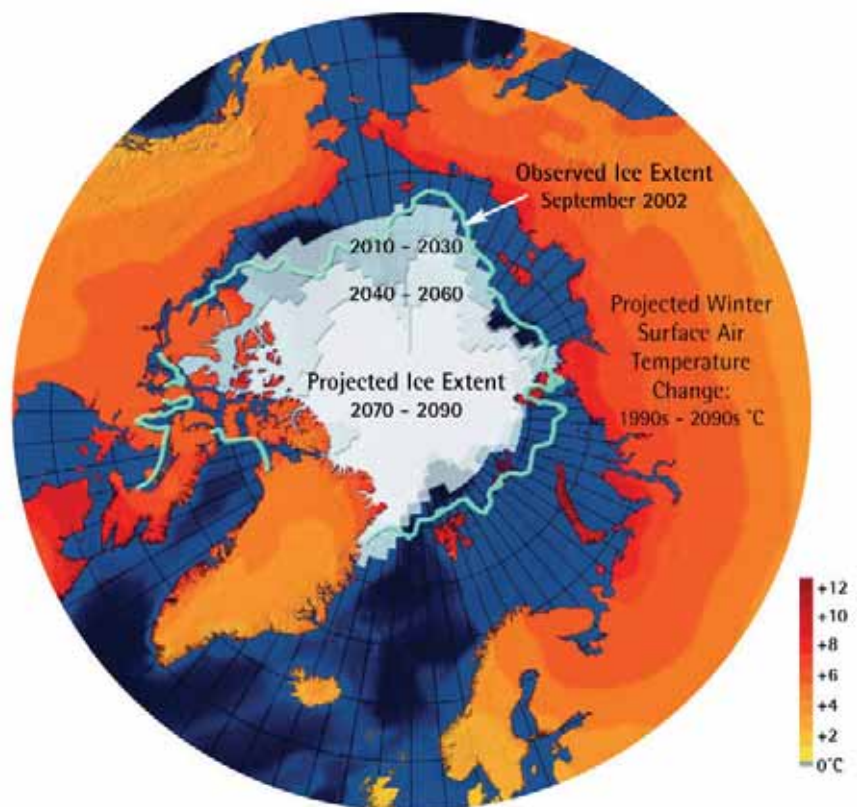 Observed Ice Extent
September 2002
2010 - 2030
2040 - 2060
Projected Ice Extent
2070 - 2090
Projected Winter
Surface Air
Temperature
Change:
1990s - 2090s °C
+12
+10
+8
+6
+4
+2
0°C